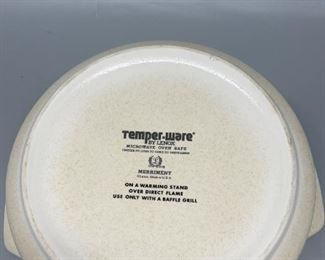 Temper-ware®
BY LENOX
MICROWAVE OVEN SAFE
MERRIMENT
ON A WARMING STAND
OVER DIRECT FLAME
USE ONLY WITH A BAFFLE GRILL